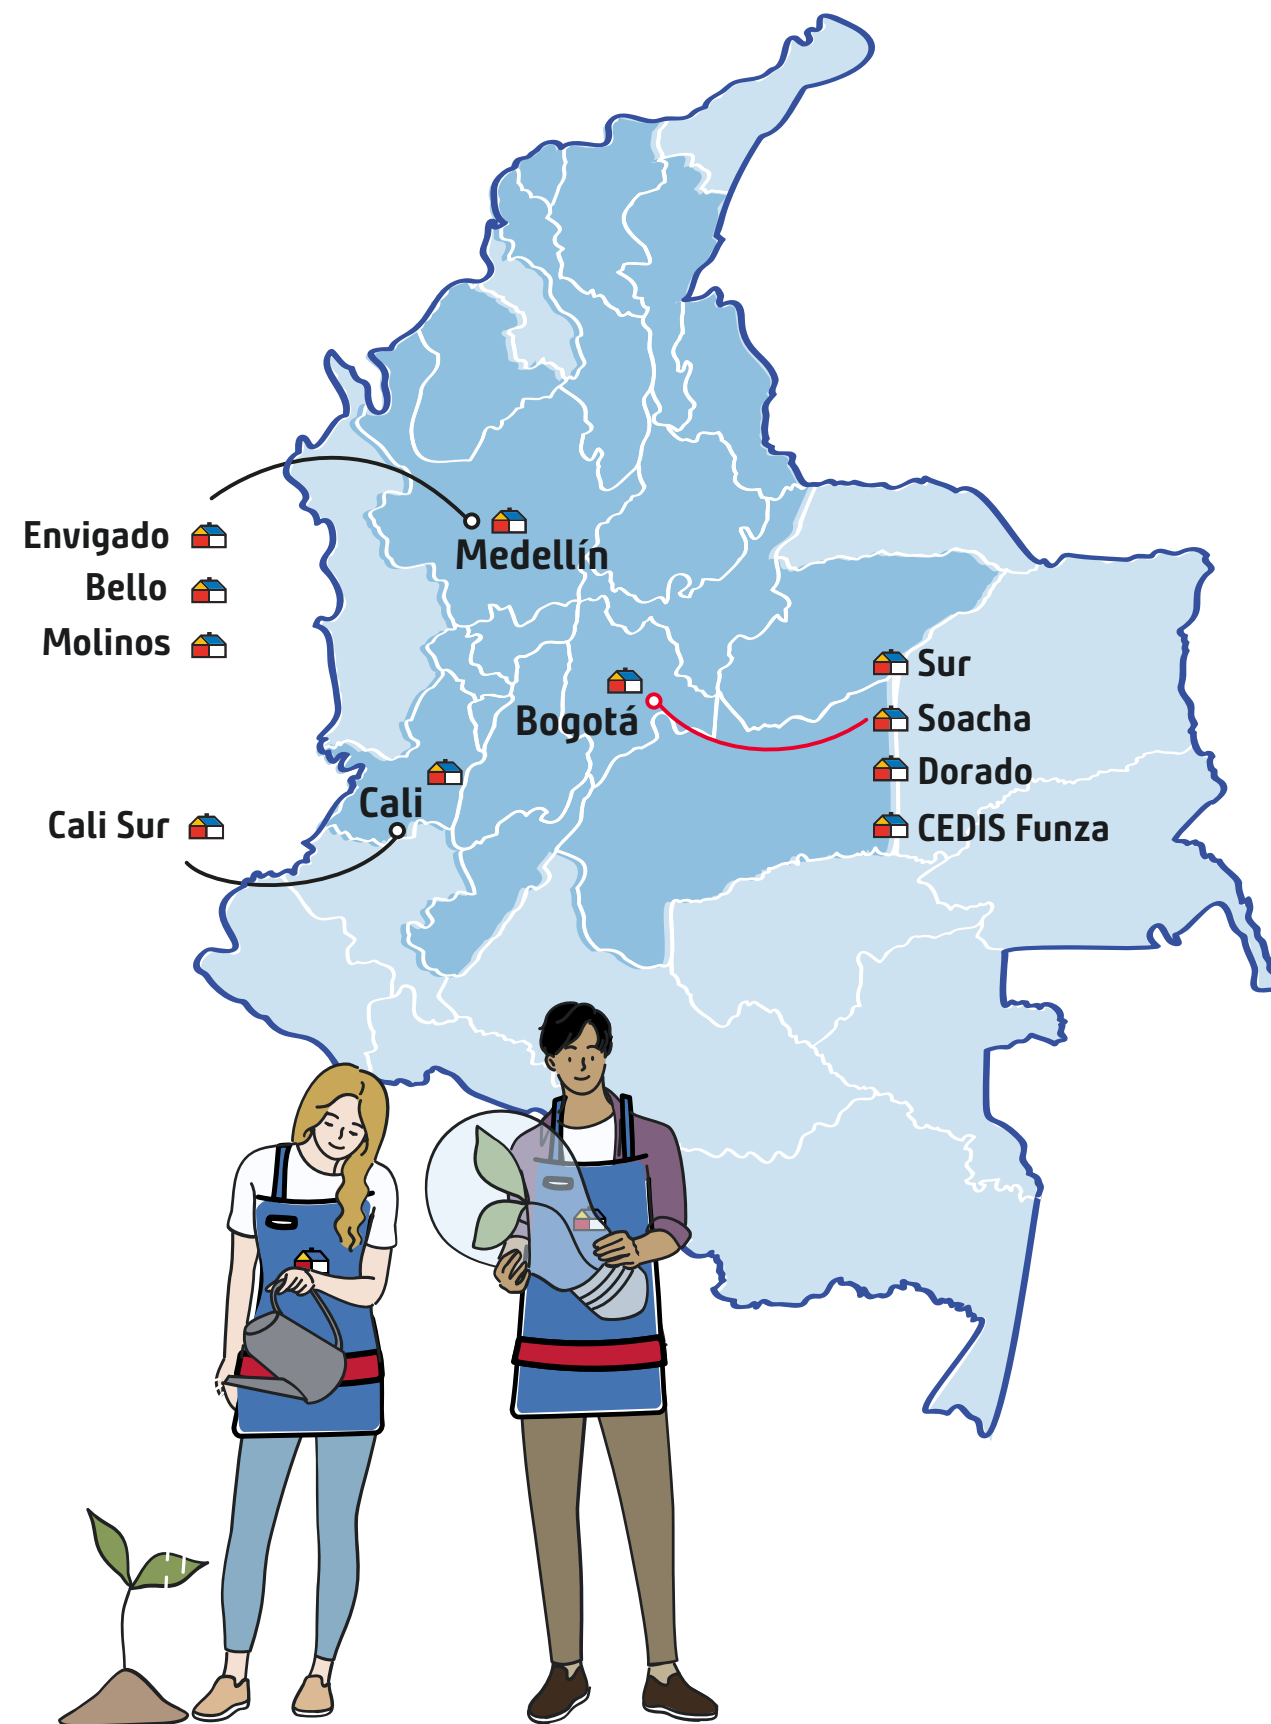 Envigado
Bello
Molinos
Medellín
Bogotá
Sur
Soacha
Dorado
CEDIS Funza
Cali
Cali Sur